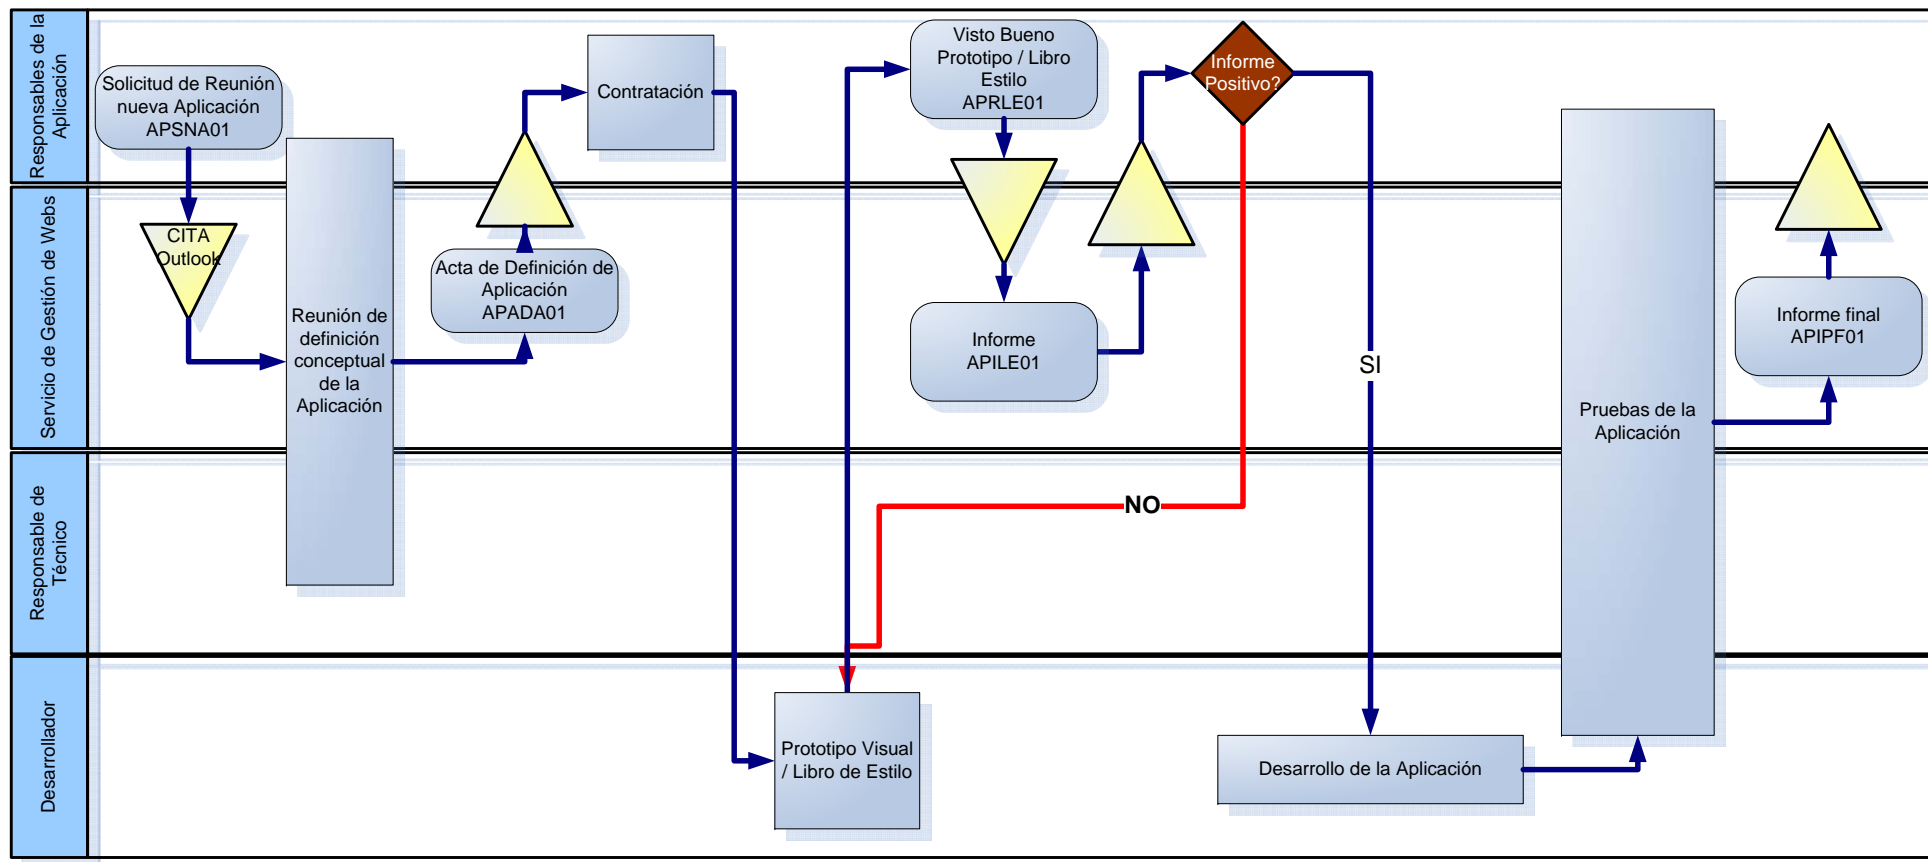 Responsables de la
Aplicación
Solicitud de Reunión
nueva Aplicación
APSNA01
Contratación
Visto Bueno
Prototipo / Libro
Estilo
APRLE01
Informe
Positivo?
Servicio de Gestión de Webs
CITA
Outlook
Reunión de
definición
conceptual
de la
Aplicación
Acta de Definición de
Aplicación
APADA01
Informe
APILE01
SI
Pruebas de la
Aplicación
Informe final
APIPF01
Responsable de
Técnico
NO
Desarrollador
Prototipo Visual
/ Libro de Estilo
Desarrollo de la Aplicación